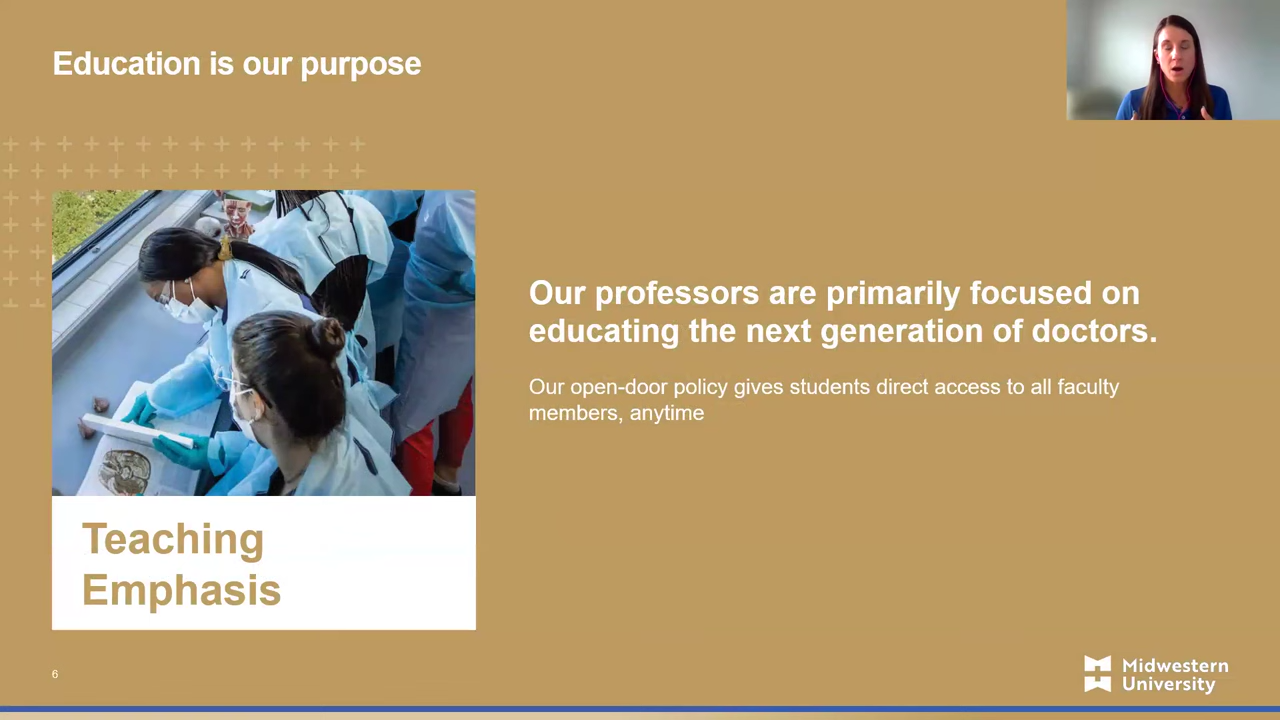 Education is our purpose
Our professors are primarily focused on
educating the next generation of doctors.
Our open-door policy gives students direct access to all faculty
members, anytime
Teaching
Emphasis
6
Midwestern
University